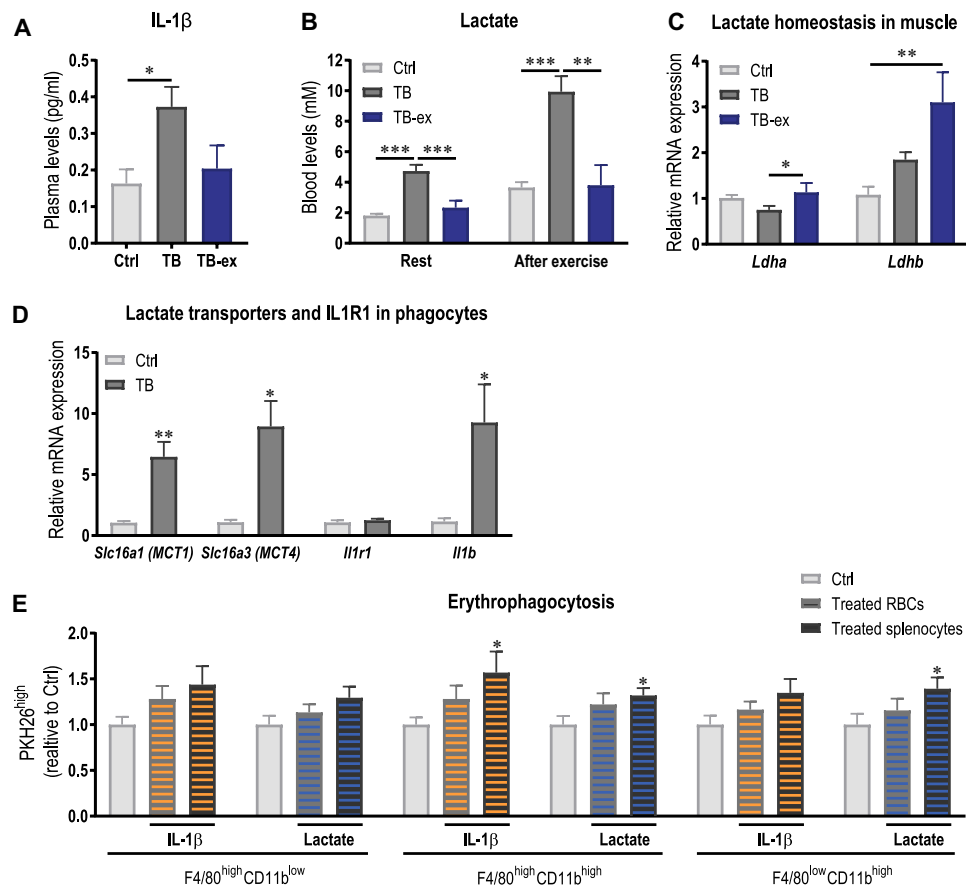 A
IL-1β
Plasma levels (pg/ml)
0.5
0.4
0.3
0.2
0.1
0.0
*
Ctrl TB TB-ex
B
Lactate
Blood levels (mM)
12
10
8
6
4
2
0
Ctrl
TB
TB-ex
*** ***
*** **
Rest After exercise
C
Lactate homeostasis in muscle
Relative mRNA expression
4
3
2
1
0
Ctrl
TB
TB-ex
*
**
Ldha Ldhb
D
Lactate transporters and IL1R1 in phagocytes
Relative mRNA expression
15
10
5
0
Ctrl
TB
** * *
Slc16a1 (MCT1) Slc16a3 (MCT4) Il1r1 Il1b
E
Erythrophagocytosis
Ctrl
Treated RBCs
Treated splenocytes
PKH26high
(realtive to Ctrl)
2.0
1.5
1.0
0.5
0.0
* * *
IL-1β Lactate IL-1β Lactate IL-1β Lactate
F4/80highCD11blow F4/80highCD11bhigh F4/80lowCD11bhigh